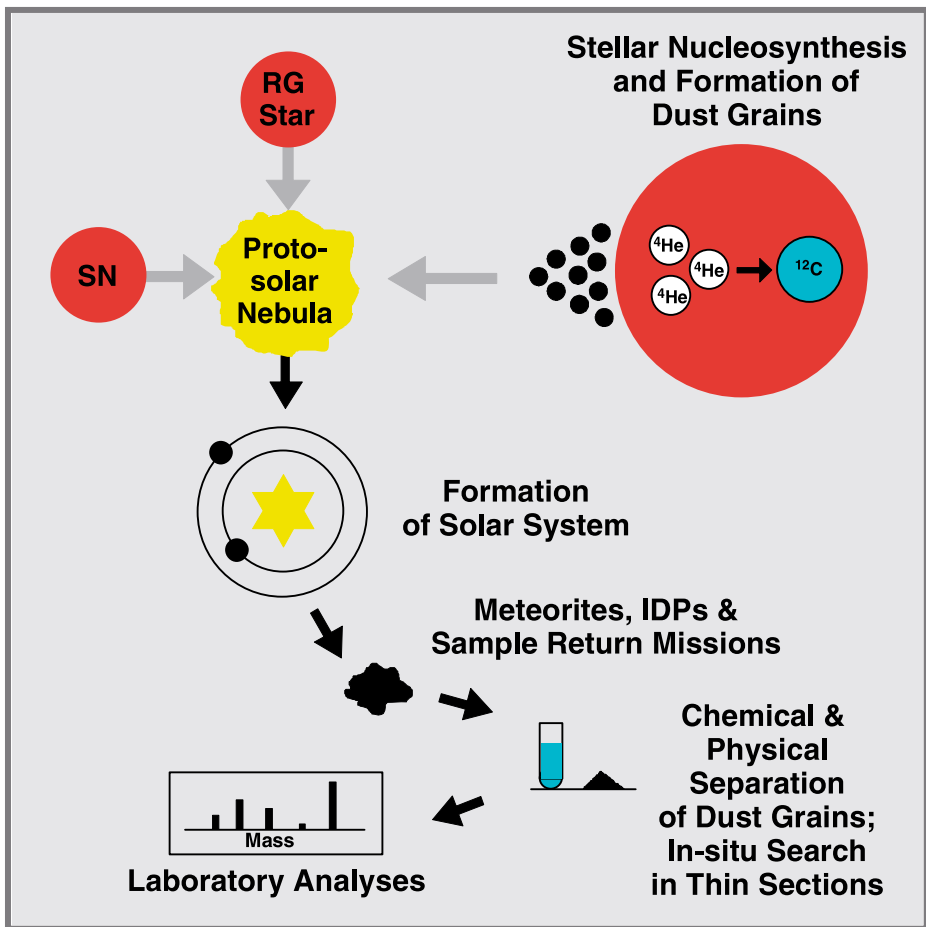 RG
Star
Stellar Nucleosynthesis
and Formation of
Dust Grains
SN
Proto-
solar
Nebula
⁴He
⁴He
⁴He
¹²C
Formation
of Solar System
Meteorites, IDPs &
Sample Return Missions
Chemical &
Physical
Separation
of Dust Grains;
In-situ Search
in Thin Sections
Mass
Laboratory Analyses